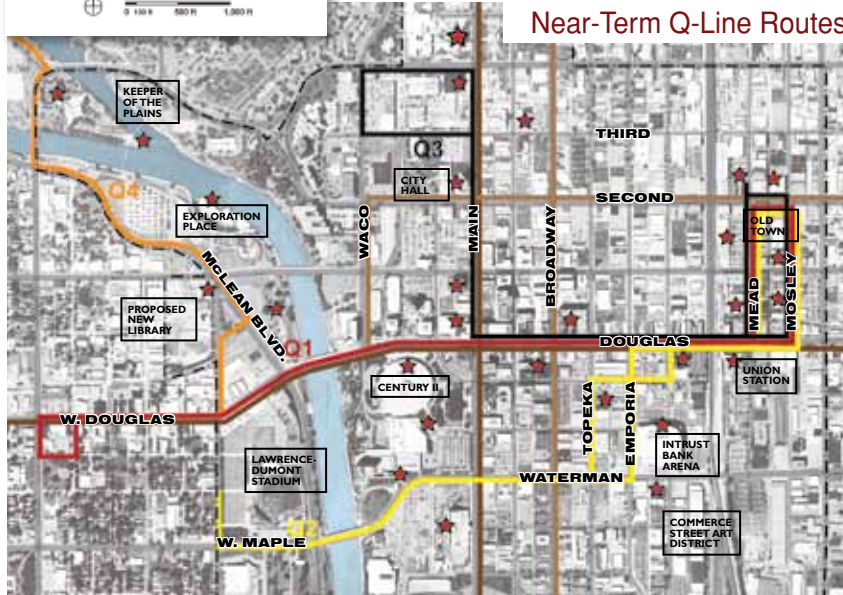 0 100 ft 500 ft 1,000 ft
Near-Term Q-Line Routes
KEEPER
OF THE
PLAINS
THIRD
Q3
CITY
HALL
Q4
SECOND
EXPLORATION
PLACE
OLD
TOWN
WACO
MAIN
BROADWAY
MCLEAN BLVD.
MEAD
MOSLEY
PROPOSED
NEW
LIBRARY
Q1
DOUGLAS
CENTURY II
UNION
STATION
W. DOUGLAS
TOPEKA
EMPORIA
INTRUST
BANK
ARENA
LAWRENCE-
DUMONT
STADIUM
WATERMAN
COMMERCE
STREET ART
DISTRICT
Q2
W. MAPLE